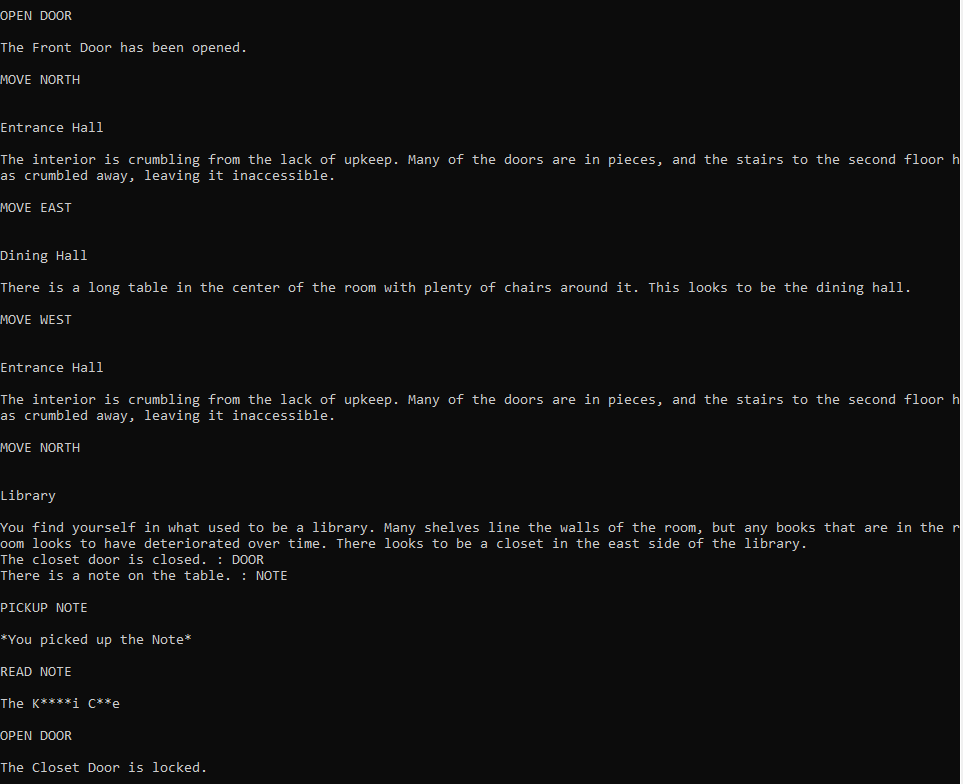 OPEN DOOR
The Front Door has been opened.
MOVE NORTH
Entrance Hall
The interior is crumbling from the lack of upkeep. Many of the doors are in pieces, and the stairs to the second floor h
as crumbled away, leaving it inaccessible.
MOVE EAST
Dining Hall
There is a long table in the center of the room with plenty of chairs around it. This looks to be the dining hall.
MOVE WEST
Entrance Hall
The interior is crumbling from the lack of upkeep. Many of the doors are in pieces, and the stairs to the second floor h
as crumbled away, leaving it inaccessible.
MOVE NORTH
Library
You find yourself in what used to be a library. Many shelves line the walls of the room, but any books that are in the r
oom looks to have deteriorated over time. There looks to be a closet in the east side of the library.
The closet door is closed. : DOOR
There is a note on the table. : NOTE
PICKUP NOTE
*You picked up the Note*
READ NOTE
The K****i C**e
OPEN DOOR
The Closet Door is locked.